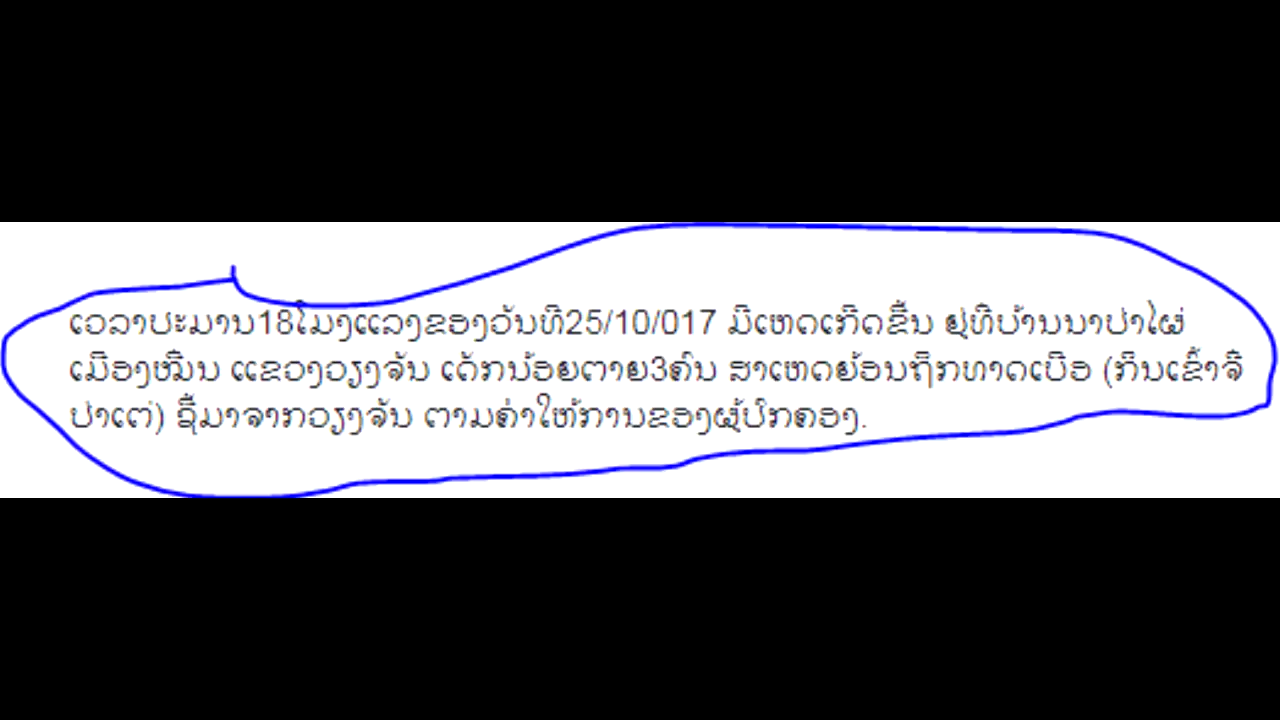 ເວລາປະມານ18ໂມງແລງຂອງວັນທີ25/10/017 ມີເຫດເກີດຂື້ນ ຢູ່ທີ່ບ້ານນາປ່າໄຜ່
ເມືອງໝື່ນ ແຂວງວຽງຈັນ ເດັກນ້ອຍຕາຍ3ຄົນ ສາເຫດຍ້ອນຖຶກທາດເບືອ (ກິນເຂົ້າຈີ່
ປາເຕ່) ຊື້ມາຈາກວຽງຈັນ ຕາມຄຳໃຫ້ການຂອງຜູ້ປົກຄອງ.